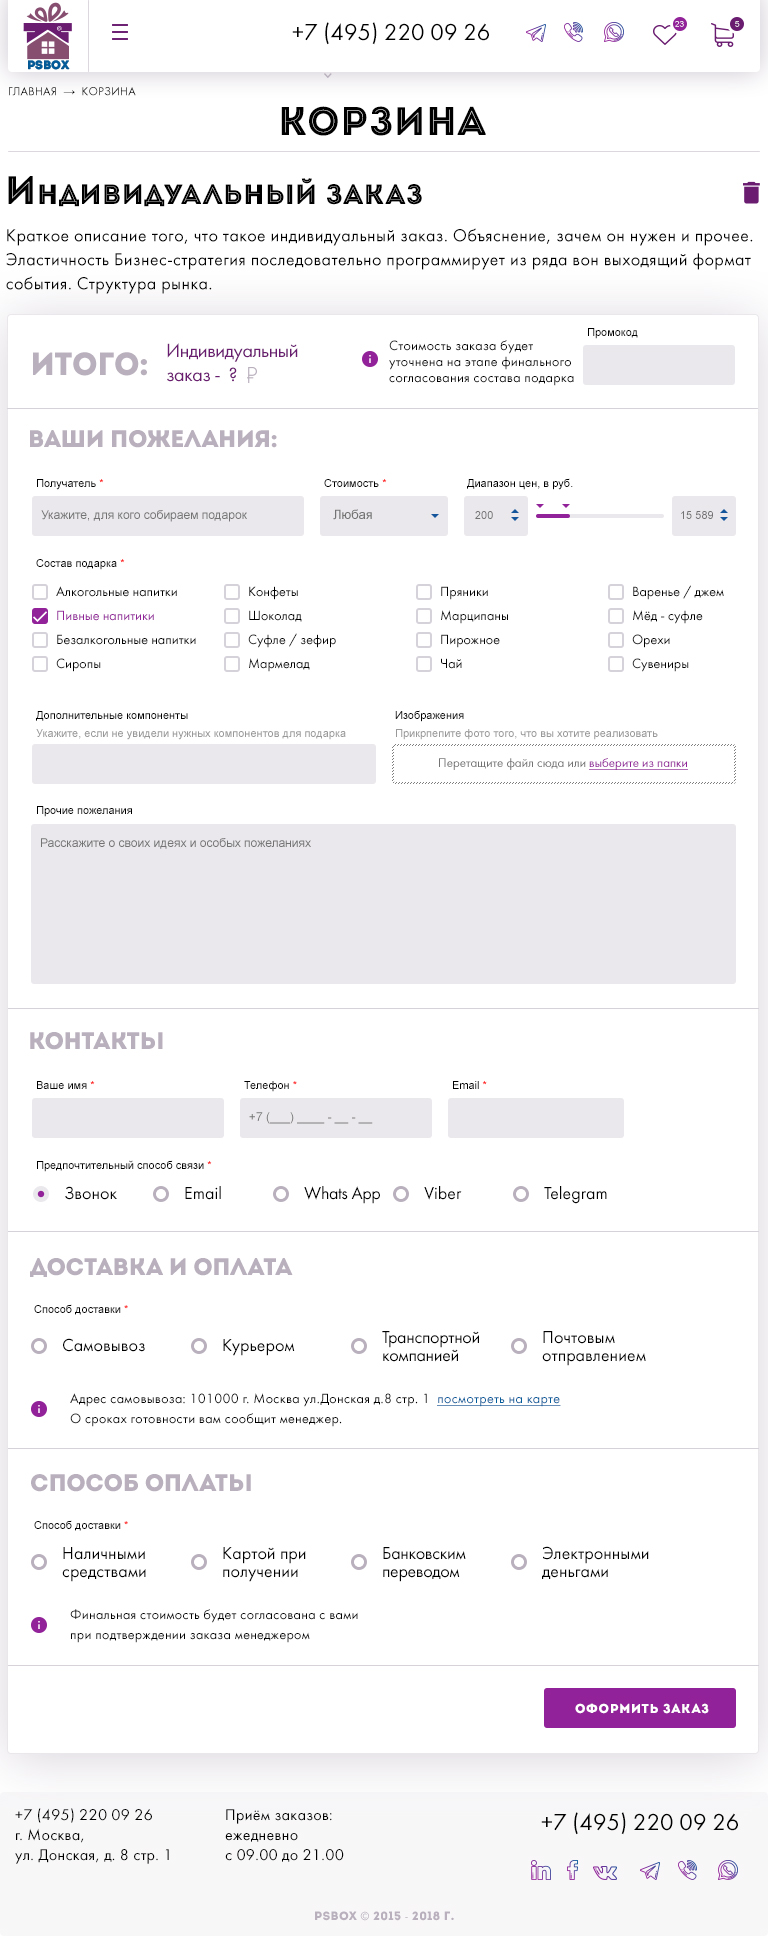 PSBOX
+7 (495) 220 09 26
23
5
ГЛАВНАЯ → КОРЗИНА
КОРЗИНА
Индивидуальный заказ
Краткое описание того, что такое индивидуальный заказ. Объяснение, зачем он нужен и прочее.
Эластичность Бизнес-стратегия последовательно программирует из ряда вон выходящий формат
события. Структура рынка.
ИТОГО:
Индивидуальный
заказ - ? ₽
Стоимость заказа будет
уточнена на этапе финального
согласования состава подарка
Промокод
ВАШИ ПОЖЕЛАНИЯ:
Получатель *
Стоимость *
Диапазон цен, в руб.
Укажите, для кого собираем подарок
Любая
200
15 589
Состав подарка *
Алкогольные напитки
Конфеты
Пряники
Варенье / джем
Пивные напитики
Шоколад
Марципаны
Мёд - суфле
Безалкогольные напитки
Суфле / зефир
Пирожное
Орехи
Сиропы
Мармелад
Чай
Сувениры
Дополнительные компоненты
Укажите, если не увидели нужных компонентов для подарка
Изображения
Прикрпепите фото того, что вы хотите реализовать
Перетащите файл сюда или выберите из папки
Прочие пожелания
Расскажите о своих идеях и особых пожеланиях
КОНТАКТЫ
Ваше имя *
Телефон *
Email *
+7 (___) ____ - __ - __
Предпочтительный способ связи *
Звонок
Email
Whats App
Viber
Telegram
ДОСТАВКА И ОПЛАТА
Способ доставки *
Самовывоз
Курьером
Транспортной
компанией
Почтовым
отправлением
Адрес самовывоза: 101000 г. Москва ул.Донская д.8 стр. 1 посмотреть на карте
О сроках готовности вам сообщит менеджер.
СПОСОБ ОПЛАТЫ
Способ доставки *
Наличными
средствами
Картой при
получении
Банковским
переводом
Электронными
деньгами
Финальная стоимость будет согласована с вами
при подтверждении заказа менеджером
ОФОРМИТЬ ЗАКАЗ
+7 (495) 220 09 26
г. Москва,
ул. Донская, д. 8 стр. 1
Приём заказов:
ежедневно
с 09.00 до 21.00
+7 (495) 220 09 26
PSBOX © 2015 - 2018 Г.